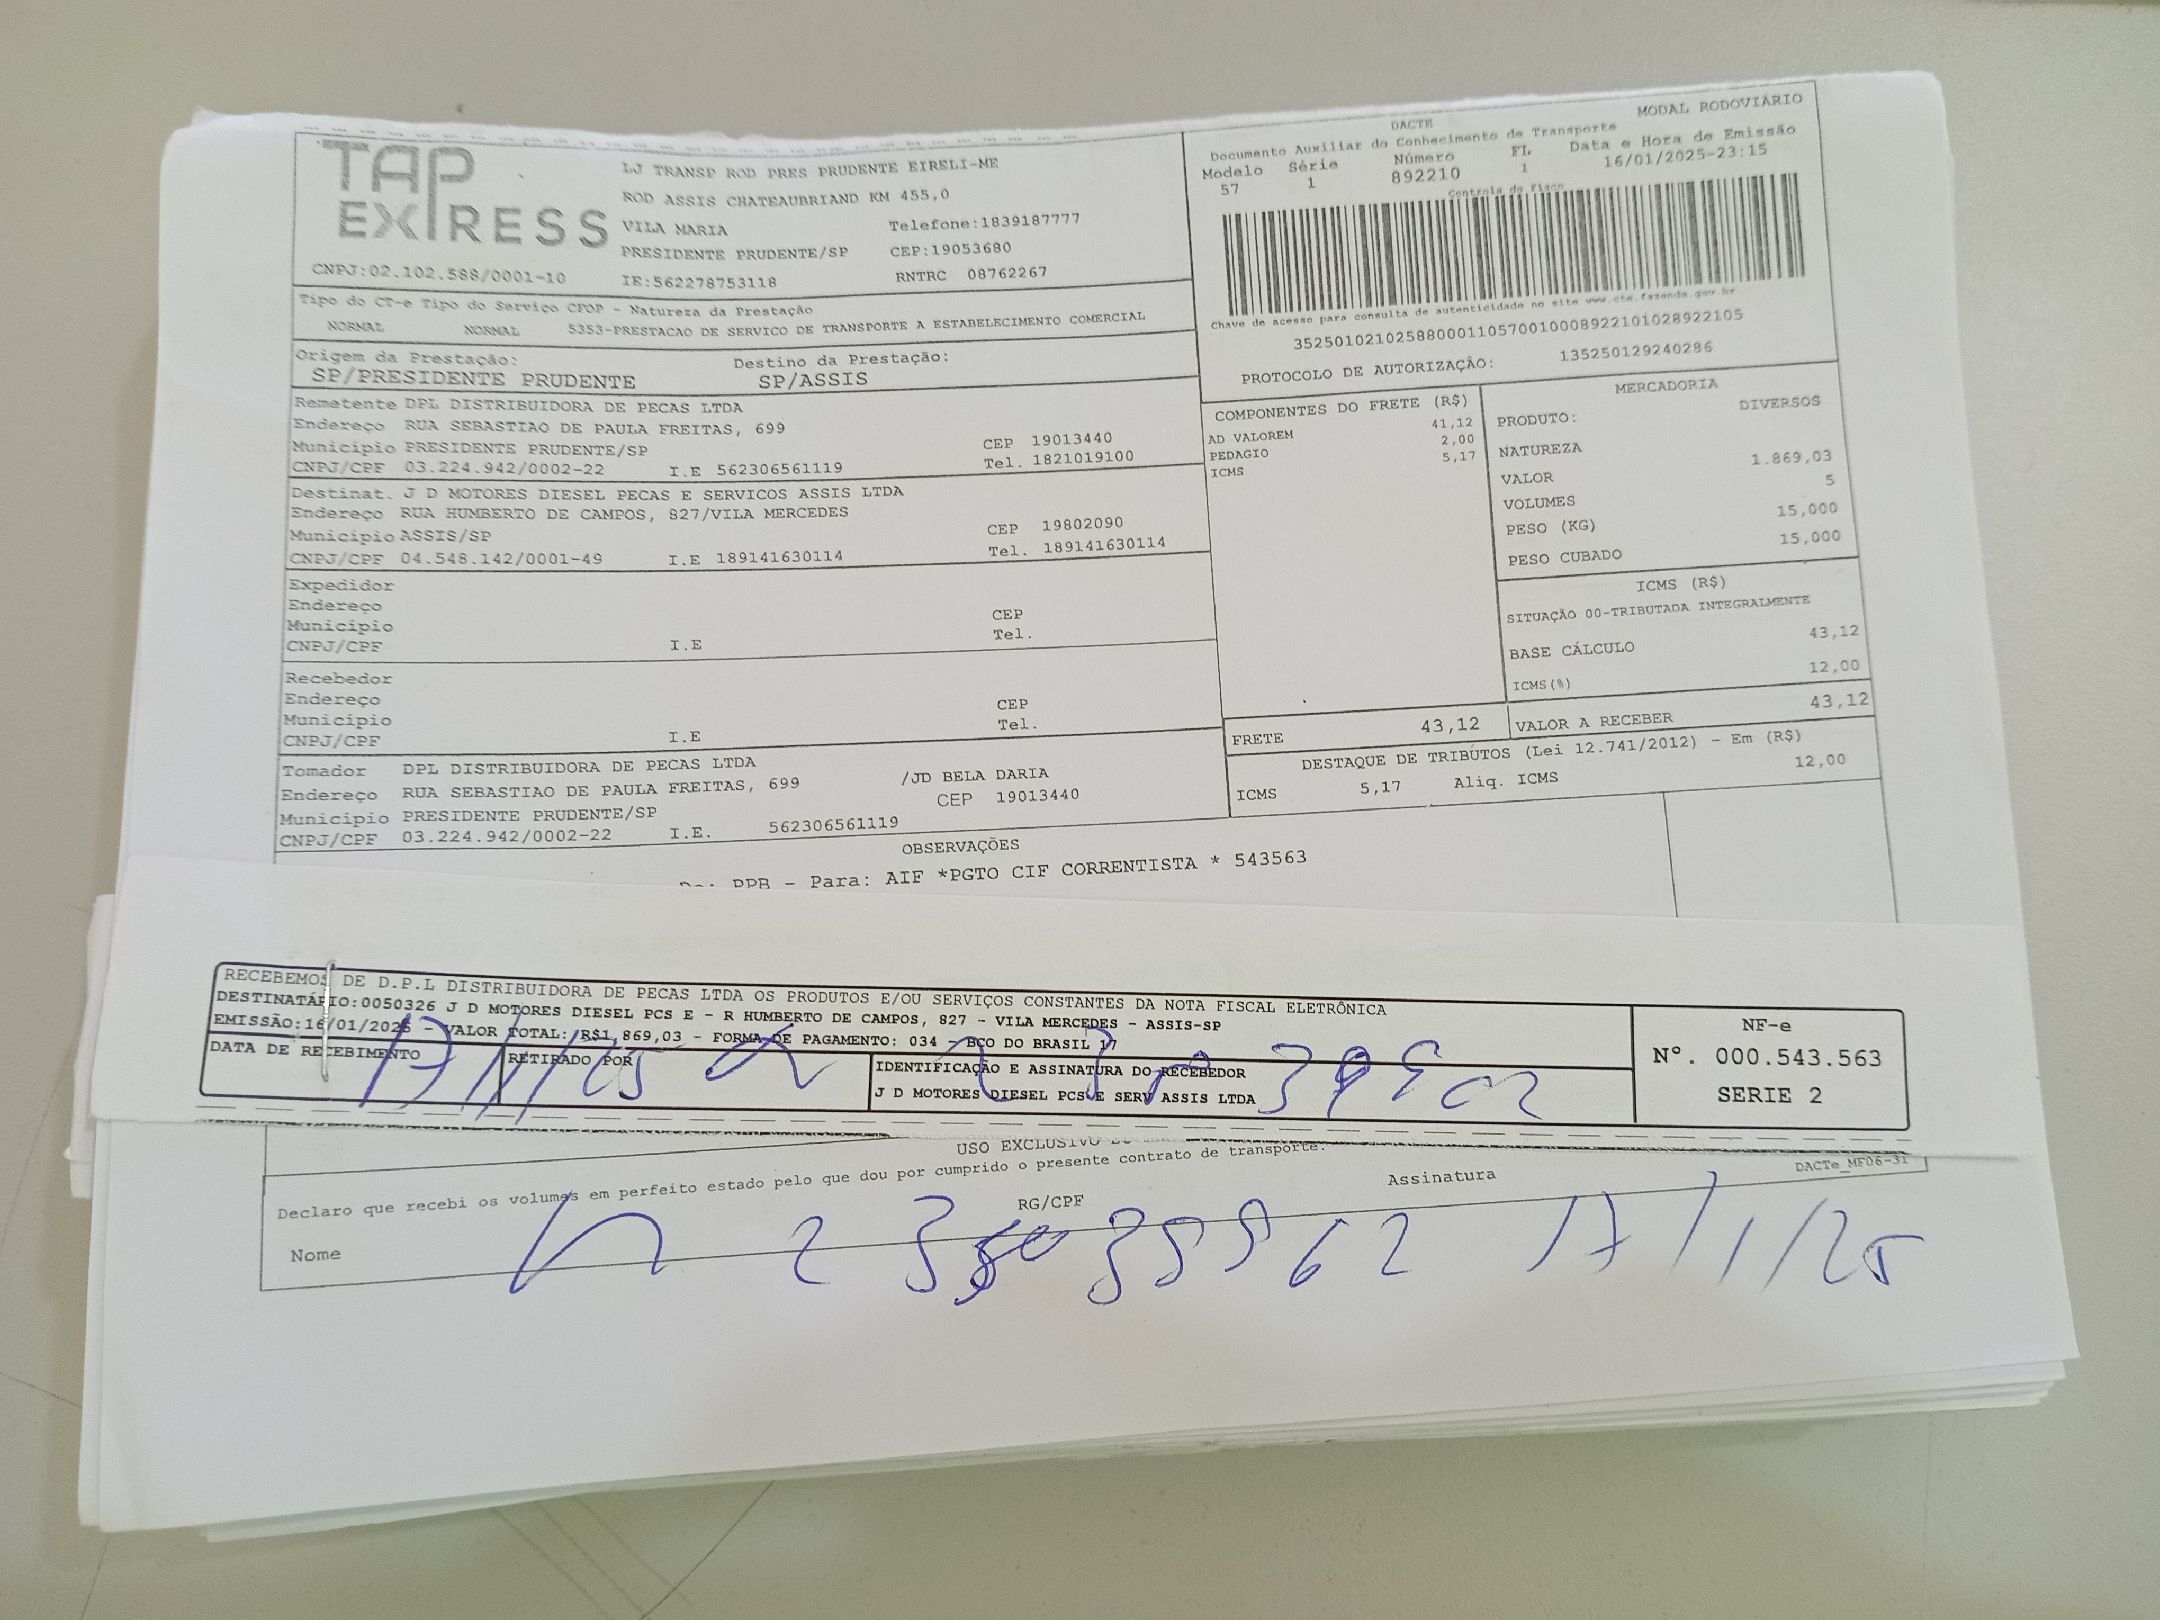 TAP EXPRESS
CNPJ:02.102.588/0001-10
LJ TRANSP ROD PRES PRUDENTE EIRELI-ME
ROD ASSIS CHATEAUBRIAND KM 455,0
VILA MARIA Telefone:1839187777
PRESIDENTE PRUDENTE/SP CEP:19053680
IE:562278753118 RNTRC 08762267
Tipo do CT-e Tipo do Serviço CFOP - Natureza da Prestação
NORMAL NORMAL 5353-PRESTACAO DE SERVICO DE TRANSPORTE A ESTABELECIMENTO COMERCIAL
Origem da Prestação: Destino da Prestação:
SP/PRESIDENTE PRUDENTE SP/ASSIS
DACTE MODAL RODOVIÁRIO
Documento Auxiliar do Conhecimento de Transporte
Modelo Série Número FL Data e Hora de Emissão
57 1 892210 1 16/01/2025-23:15
Controle do Fisco
Chave de acesso para consulta de autenticidade no site www.cte.fazenda.gov.br
35250102102588000110570010008922101028922105
PROTOCOLO DE AUTORIZAÇÃO: 135250129240286
Remetente DPL DISTRIBUIDORA DE PECAS LTDA
Endereço RUA SEBASTIAO DE PAULA FREITAS, 699
Municipio PRESIDENTE PRUDENTE/SP CEP 19013440
CNPJ/CPF 03.224.942/0002-22 I.E 562306561119 Tel. 1821019100
Destinat. J D MOTORES DIESEL PECAS E SERVICOS ASSIS LTDA
Endereço RUA HUMBERTO DE CAMPOS, 827/VILA MERCEDES
Municipio ASSIS/SP CEP 19802090
CNPJ/CPF 04.548.142/0001-49 I.E 189141630114 Tel. 189141630114
Expedidor
Endereço
Municipio CEP
CNPJ/CPF I.E Tel.
Recebedor
Endereço
Municipio CEP
CNPJ/CPF I.E Tel.
Tomador DPL DISTRIBUIDORA DE PECAS LTDA
Endereço RUA SEBASTIAO DE PAULA FREITAS, 699 /JD BELA DARIA
Municipio PRESIDENTE PRUDENTE/SP CEP 19013440
CNPJ/CPF 03.224.942/0002-22 I.E. 562306561119
COMPONENTES DO FRETE (R$)
41,12
AD VALOREM 2,00
PEDAGIO 5,17
ICMS
MERCADORIA
PRODUTO: DIVERSOS
NATUREZA
VALOR 1.869,03
VOLUMES 5
PESO (KG) 15,000
PESO CUBADO 15,000
ICMS (R$)
SITUAÇÃO 00-TRIBUTADA INTEGRALMENTE
BASE CÁLCULO 43,12
ICMS(%) 12,00
FRETE 43,12 VALOR A RECEBER 43,12
DESTAQUE DE TRIBUTOS (Lei 12.741/2012) - Em (R$)
ICMS 5,17 Aliq. ICMS 12,00
OBSERVAÇÕES
PPB - Para: AIF *PGTO CIF CORRENTISTA * 543563
RECEBEMOS DE D.P.L DISTRIBUIDORA DE PECAS LTDA OS PRODUTOS E/OU SERVIÇOS CONSTANTES DA NOTA FISCAL ELETRÔNICA
DESTINATÁRIO:0050326 J D MOTORES DIESEL PCS E - R HUMBERTO DE CAMPOS, 827 - VILA MERCEDES - ASSIS-SP
EMISSÃO:16/01/2025 - VALOR TOTAL: R$1,869,03 - FORMA DE PAGAMENTO: 034 - BCO DO BRASIL 17
DATA DE RECEBIMENTO RETIRADO POR IDENTIFICAÇÃO E ASSINATURA DO RECEBEDOR
J D MOTORES DIESEL PCS E SERV ASSIS LTDA
17/1/25
NF-e
Nº. 000.543.563
SERIE 2
USO EXCLUSIVO
DACTe_MF06-31
Declaro que recebi os volumes em perfeito estado pelo que dou por cumprido o presente contrato de transporte.
Nome RG/CPF Assinatura
17/1/25